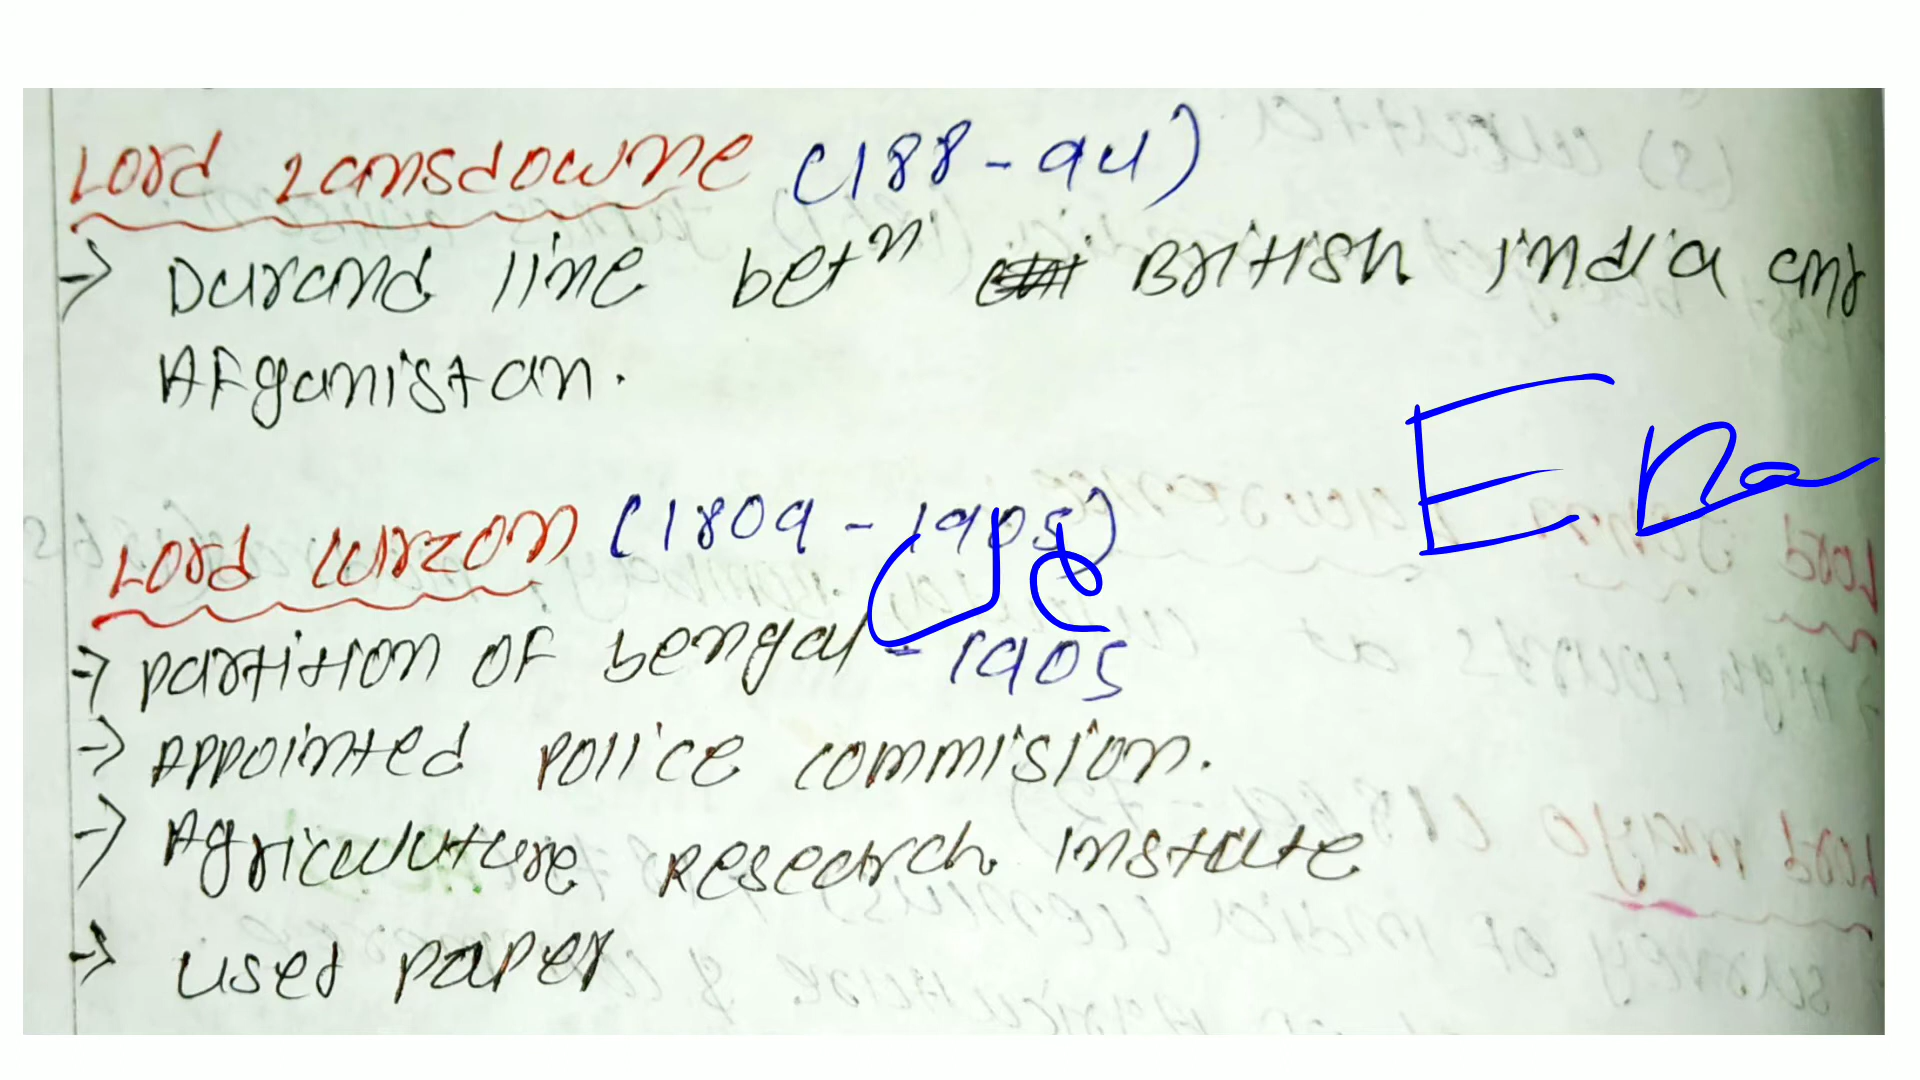 Lord Lansdowne (188-94)
→ Durand line betn British india and
Afganistan.
Lord Curzon (1809-1905)
→ partition of bengal - 1905
→ Appointed police commision.
→ Agricululture Research Instute
→ used paper